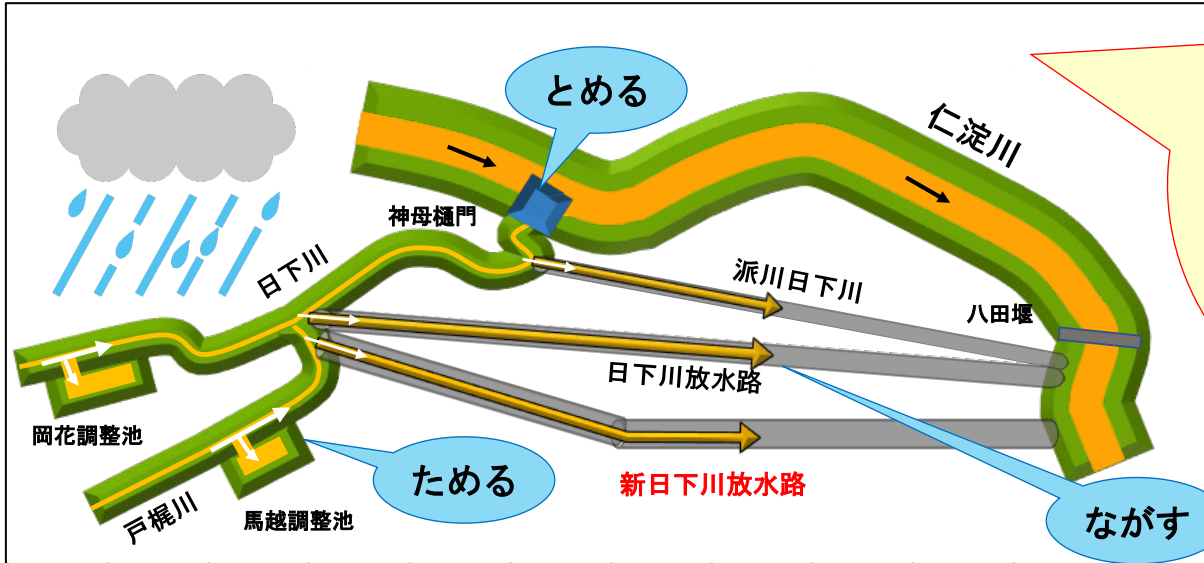 とめる
仁淀川
神母樋門
日下川
派川日下川
八田堰
日下川放水路
岡花調整池
ためる
新日下川放水路
戸梶川
馬越調整池
ながす